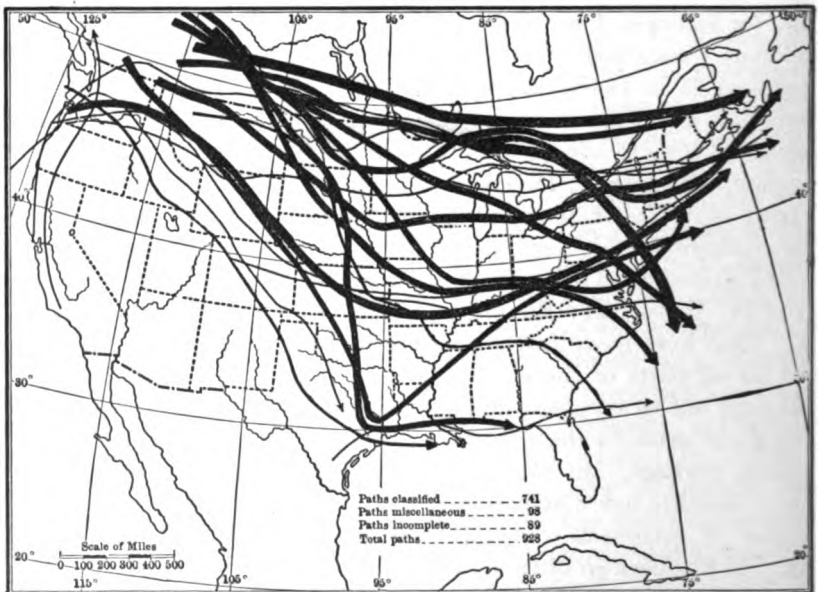 50° 125° 105° 85° 75° 65° 50°
40° 40°
30°
Paths classified 741
Paths miscellaneous 98
Paths incomplete 89
Total paths 928
Scale of Miles
0 100 200 300 400 500
20° 20°
115° 105° 95° 85° 75°